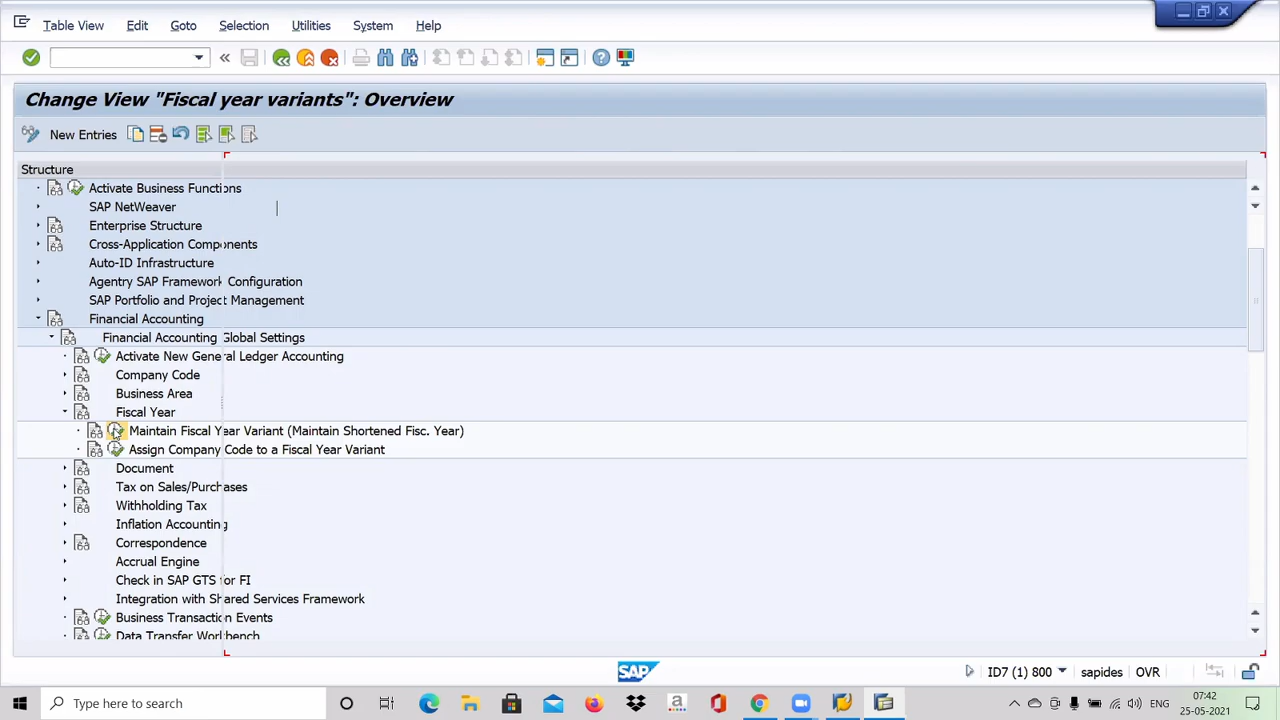 Table View Edit Goto Selection Utilities System Help
Change View "Fiscal year variants": Overview
New Entries
Structure
Activate Business Functions
SAP NetWeaver
Enterprise Structure
Cross-Application Components
Auto-ID Infrastructure
Agentry SAP Framework Configuration
SAP Portfolio and Project Management
Financial Accounting
Financial Accounting Global Settings
Activate New General Ledger Accounting
Company Code
Business Area
Fiscal Year
Maintain Fiscal Year Variant (Maintain Shortened Fisc. Year)
Assign Company Code to a Fiscal Year Variant
Document
Tax on Sales/Purchases
Withholding Tax
Inflation Accounting
Correspondence
Accrual Engine
Check in SAP GTS for FI
Integration with Shared Services Framework
Business Transaction Events
Data Transfer Workbench
SAP ID7 (1) 800 sapides OVR
Type here to search ENG 07:42
25-05-2021